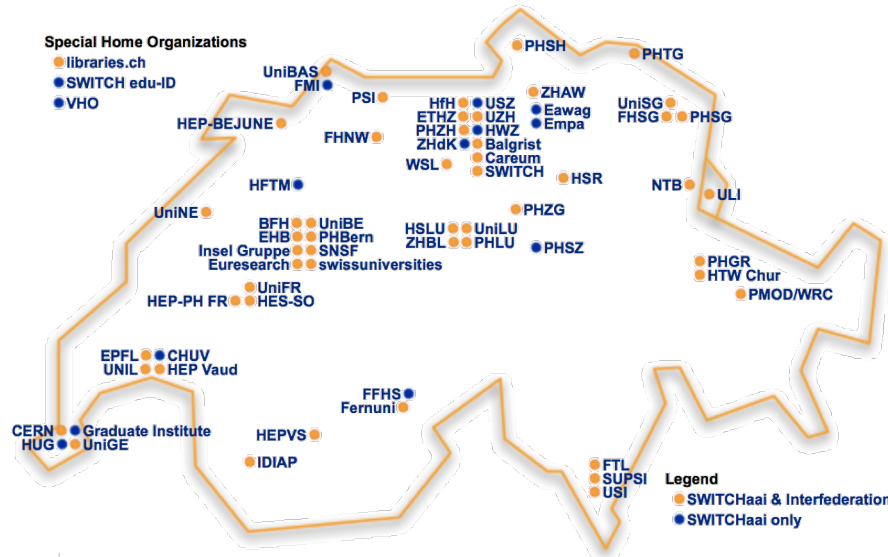 Special Home Organizations
libraries.ch
SWITCH edu-ID
VHO
PHSH
PHTG
UniBAS
FMI
PSI
ZHAW
HfH USZ
Eawag
UniSG
ETHZ UZH
Empa
FHSG PHSG
HEP-BEJUNE
PHZH HWZ
FHNW
ZHdK Balgrist
Careum
WSL
SWITCH
HSR
HFTM
NTB
ULI
UniNE
PHZG
BFH UniBE
HSLU UniLU
EHB PHBern
ZHBL PHLU
PHSZ
Insel Gruppe SNSF
Euresearch swissuniversities
PHGR
HTW Chur
UniFR
PMOD/WRC
HEP-PH FR HES-SO
EPFL CHUV
UNIL HEP Vaud
FFHS
Fernuni
CERN Graduate Institute
HEPVS
HUG UniGE
IDIAP
FTL
SUPSI
USI
Legend
SWITCHaai & Interfederation
SWITCHaai only